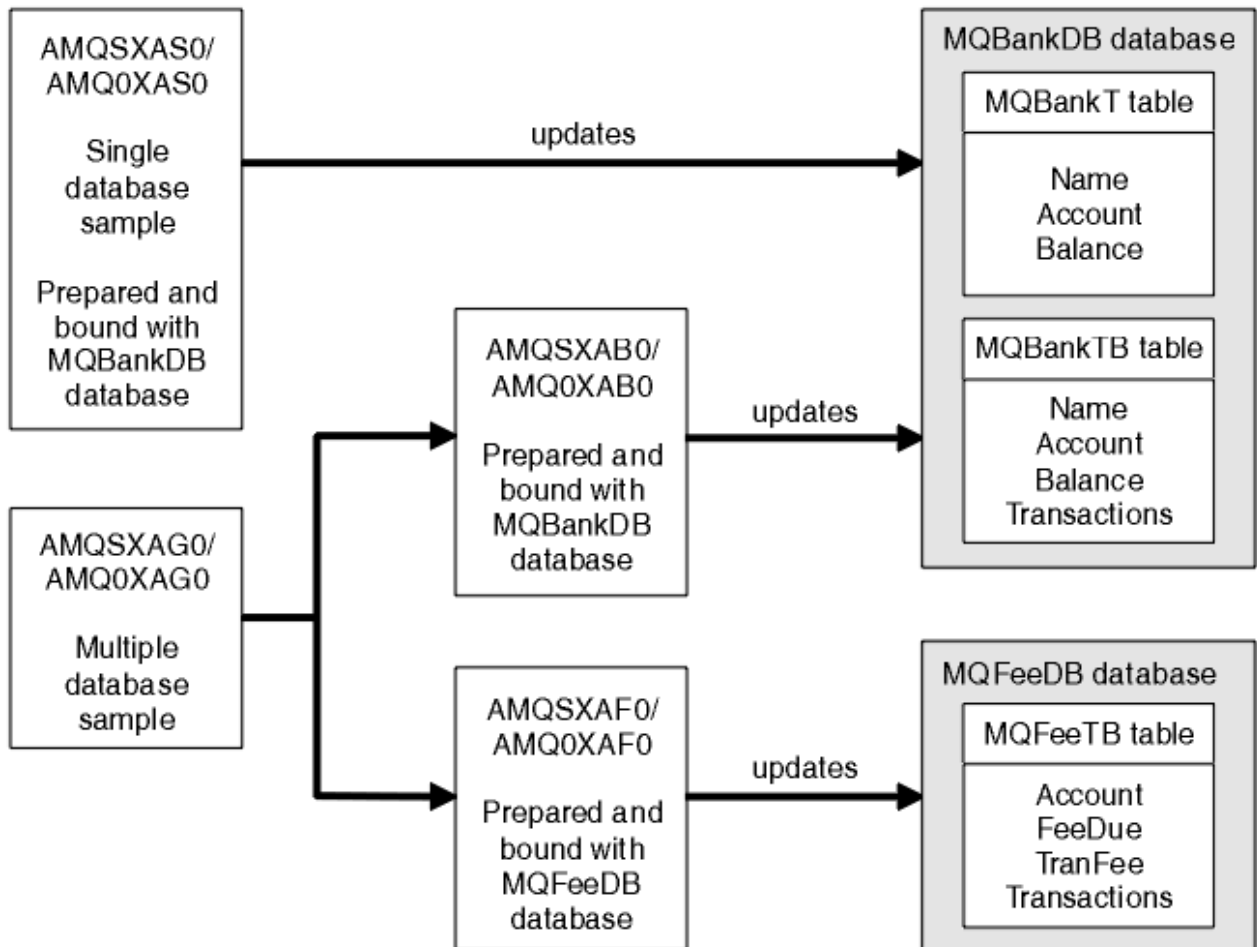 AMQSXAS0/
AMQ0XAS0
Single
database
sample
Prepared and
bound with
MQBankDB
database
updates
MQBankDB database
MQBankT table
Name
Account
Balance
MQBankTB table
Name
Account
Balance
Transactions
AMQSXAB0/
AMQ0XAB0
Prepared and
bound with
MQBankDB
database
updates
AMQSXAG0/
AMQ0XAG0
Multiple
database
sample
AMQSXAF0/
AMQ0XAF0
Prepared and
bound with
MQFeeDB
database
updates
MQFeeDB database
MQFeeTB table
Account
FeeDue
TranFee
Transactions